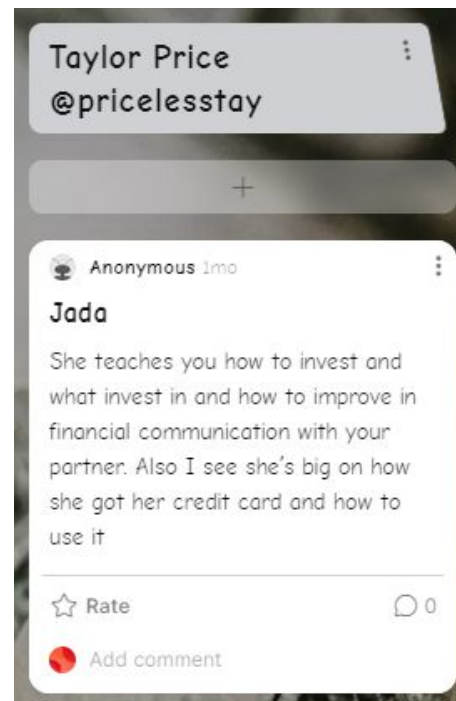 Taylor Price
@pricelesstay
+
Anonymous 1mo
Jada
She teaches you how to invest and
what invest in and how to improve in
financial communication with your
partner. Also I see she's big on how
she got her credit card and how to
use it
Rate 0
Add comment